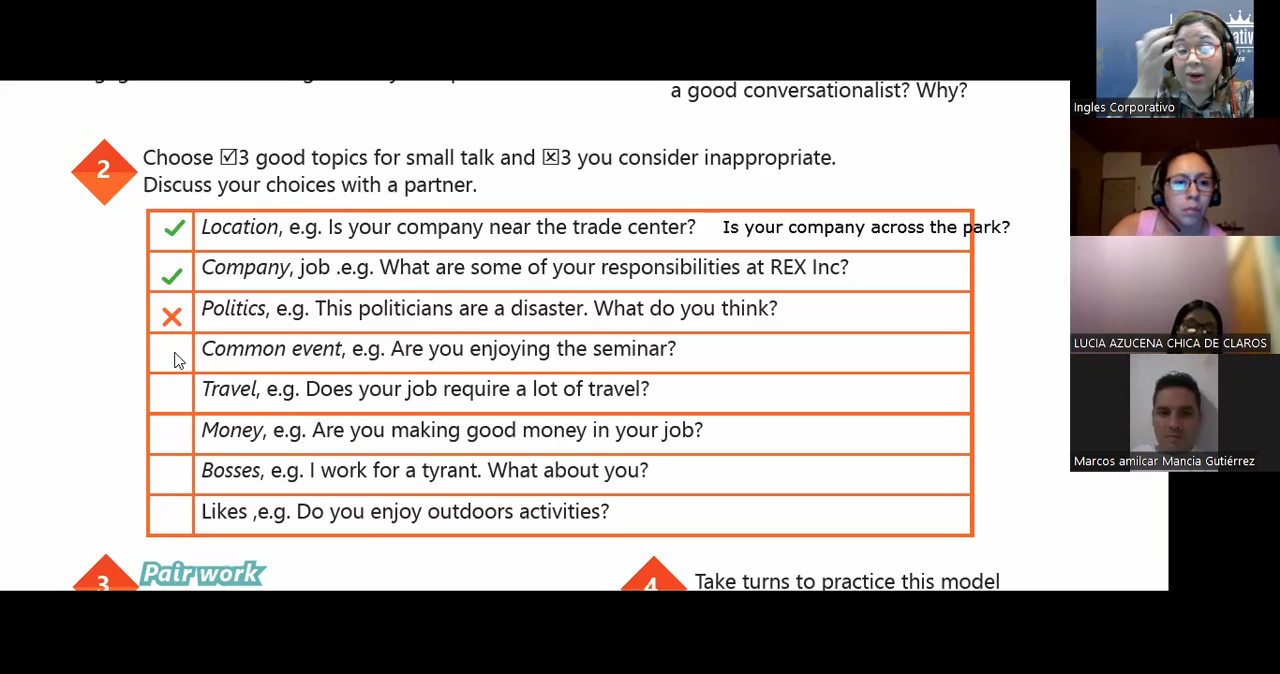 a good conversationalist? Why?
Ingles Corporativo
2
Choose ☑3 good topics for small talk and ☒3 you consider inappropriate.
Discuss your choices with a partner.
Location, e.g. Is your company near the trade center? Is your company across the park?
Company, job .e.g. What are some of your responsibilities at REX Inc?
Politics, e.g. This politicians are a disaster. What do you think?
Common event, e.g. Are you enjoying the seminar?
Travel, e.g. Does your job require a lot of travel?
Money, e.g. Are you making good money in your job?
Bosses, e.g. I work for a tyrant. What about you?
Likes ,e.g. Do you enjoy outdoors activities?
LUCIA AZUCENA CHICA DE CLAROS
Marcos amilcar Mancia Gutiérrez
3
Pair work
4
Take turns to practice this model